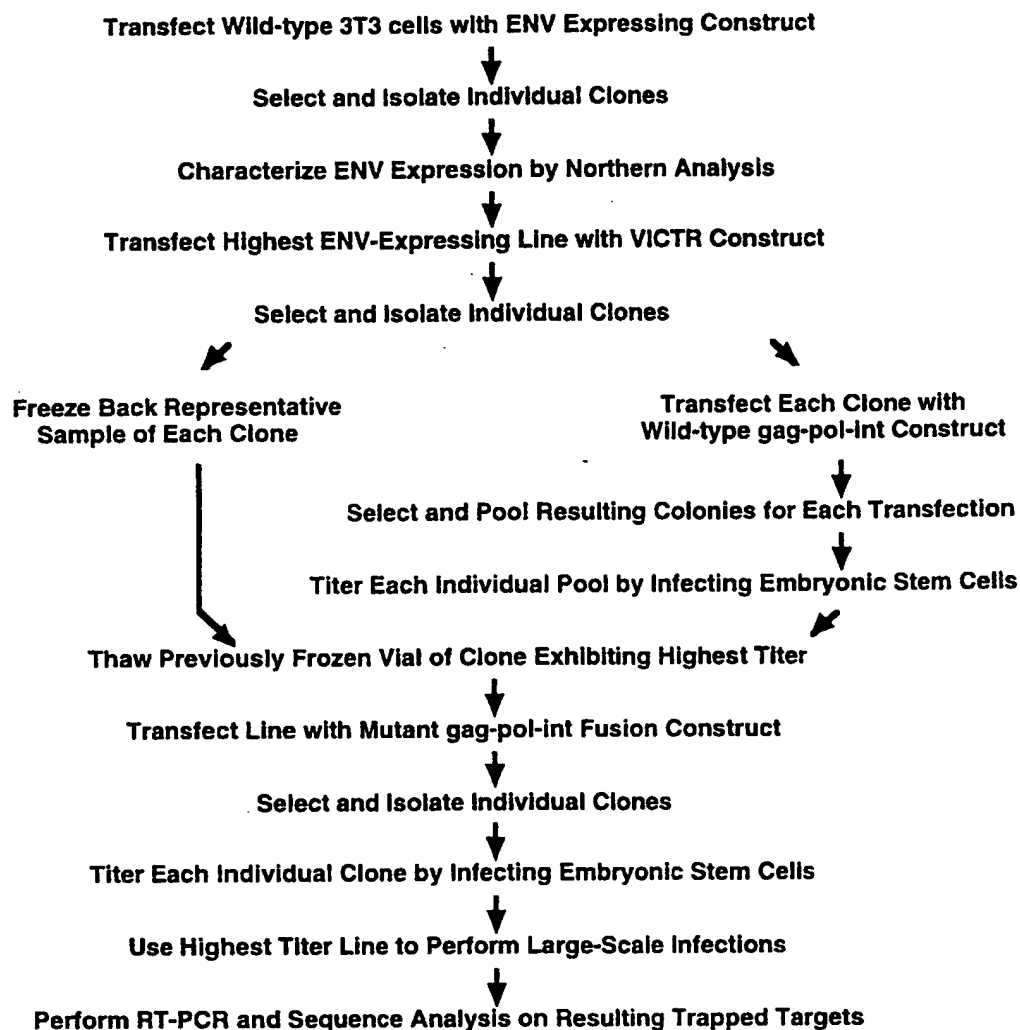 Transfect Wild-type 3T3 cells with ENV Expressing Construct
Select and Isolate Individual Clones
Characterize ENV Expression by Northern Analysis
Transfect Highest ENV-Expressing Line with VICTR Construct
Select and Isolate Individual Clones
Freeze Back Representative
Sample of Each Clone
Transfect Each Clone with
Wild-type gag-pol-int Construct
Select and Pool Resulting Colonies for Each Transfection
Titer Each Individual Pool by Infecting Embryonic Stem Cells
Thaw Previously Frozen Vial of Clone Exhibiting Highest Titer
Transfect Line with Mutant gag-pol-int Fusion Construct
Select and Isolate Individual Clones
Titer Each Individual Clone by Infecting Embryonic Stem Cells
Use Highest Titer Line to Perform Large-Scale Infections
Perform RT-PCR and Sequence Analysis on Resulting Trapped Targets